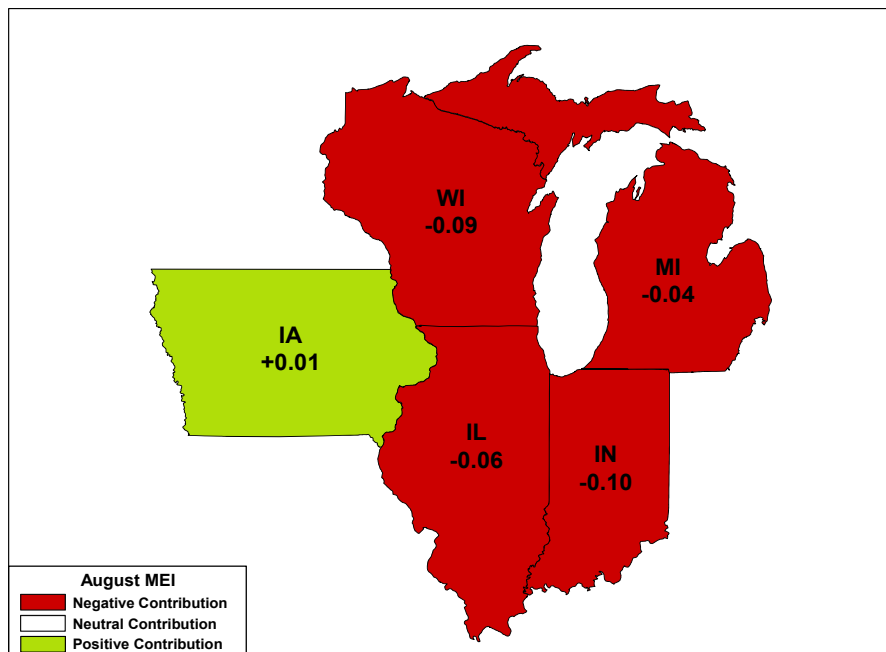 WI
-0.09
MI
-0.04
IA
+0.01
IL
-0.06
IN
-0.10
August MEI
Negative Contribution
Neutral Contribution
Positive Contribution